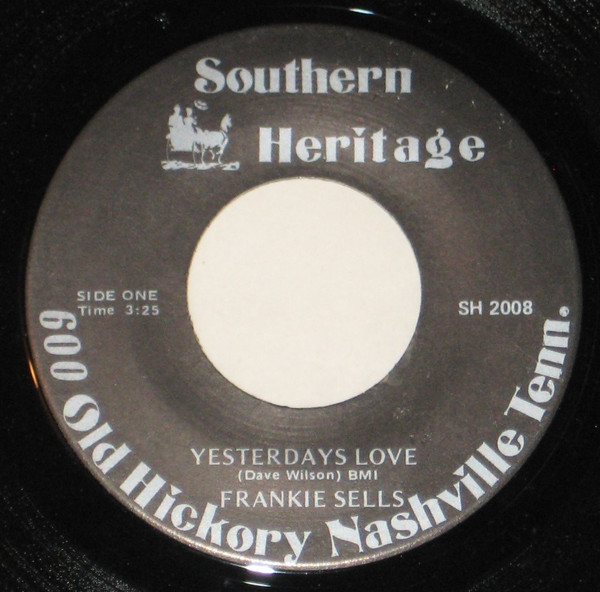 Southern
Heritage
SIDE ONE
Time 3:25
SH 2008
YESTERDAYS LOVE
(Dave Wilson) BMI
FRANKIE SELLS
600 Old Hickory Nashville Tenn.